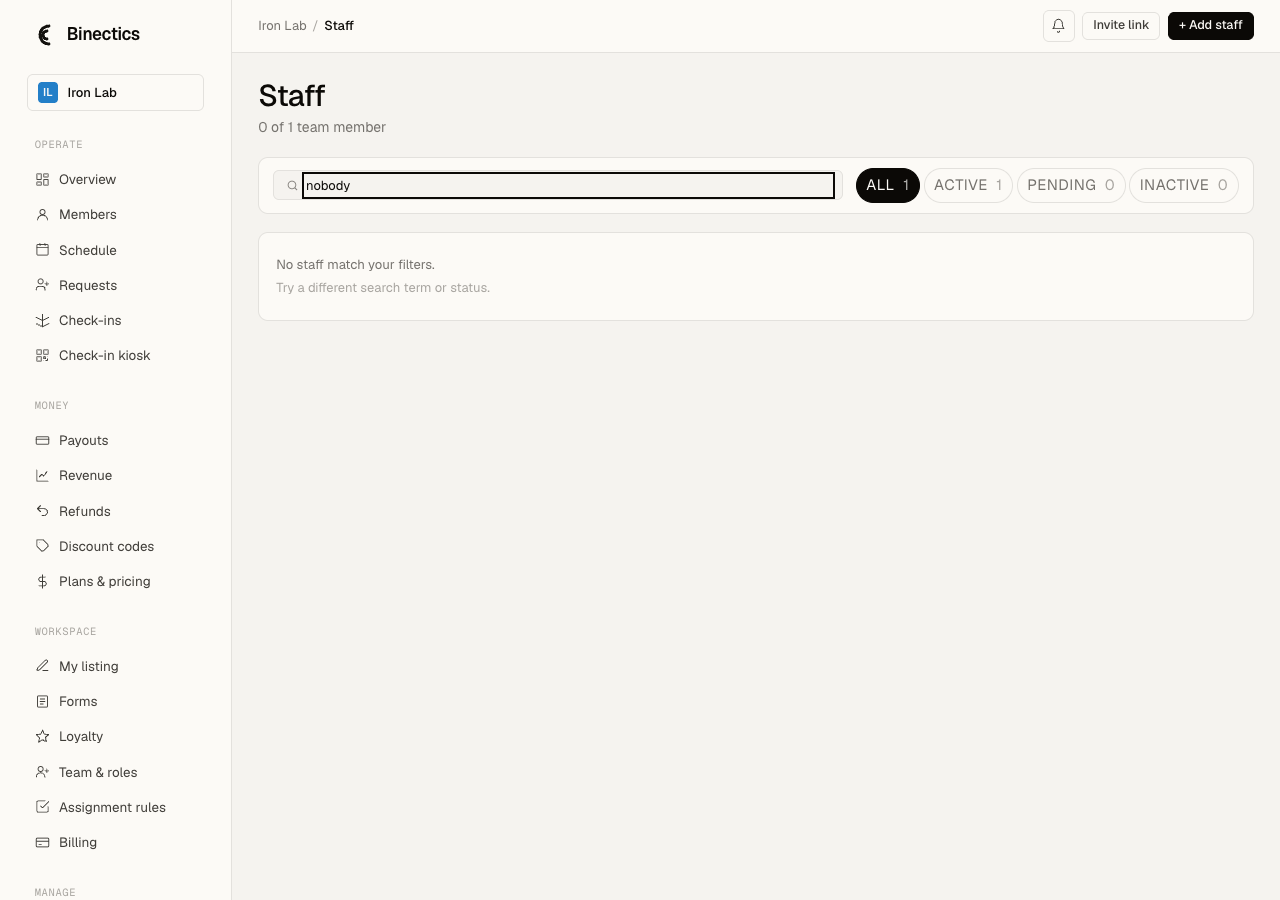 Binectics
IL Iron Lab
OPERATE
Overview
Members
Schedule
Requests
Check-ins
Check-in kiosk
MONEY
Payouts
Revenue
Refunds
Discount codes
Plans & pricing
WORKSPACE
My listing
Forms
Loyalty
Team & roles
Assignment rules
Billing
MANAGE
Iron Lab / Staff
Invite link
+ Add staff
Staff
0 of 1 team member
nobody
ALL 1
ACTIVE 1
PENDING 0
INACTIVE 0
No staff match your filters.
Try a different search term or status.